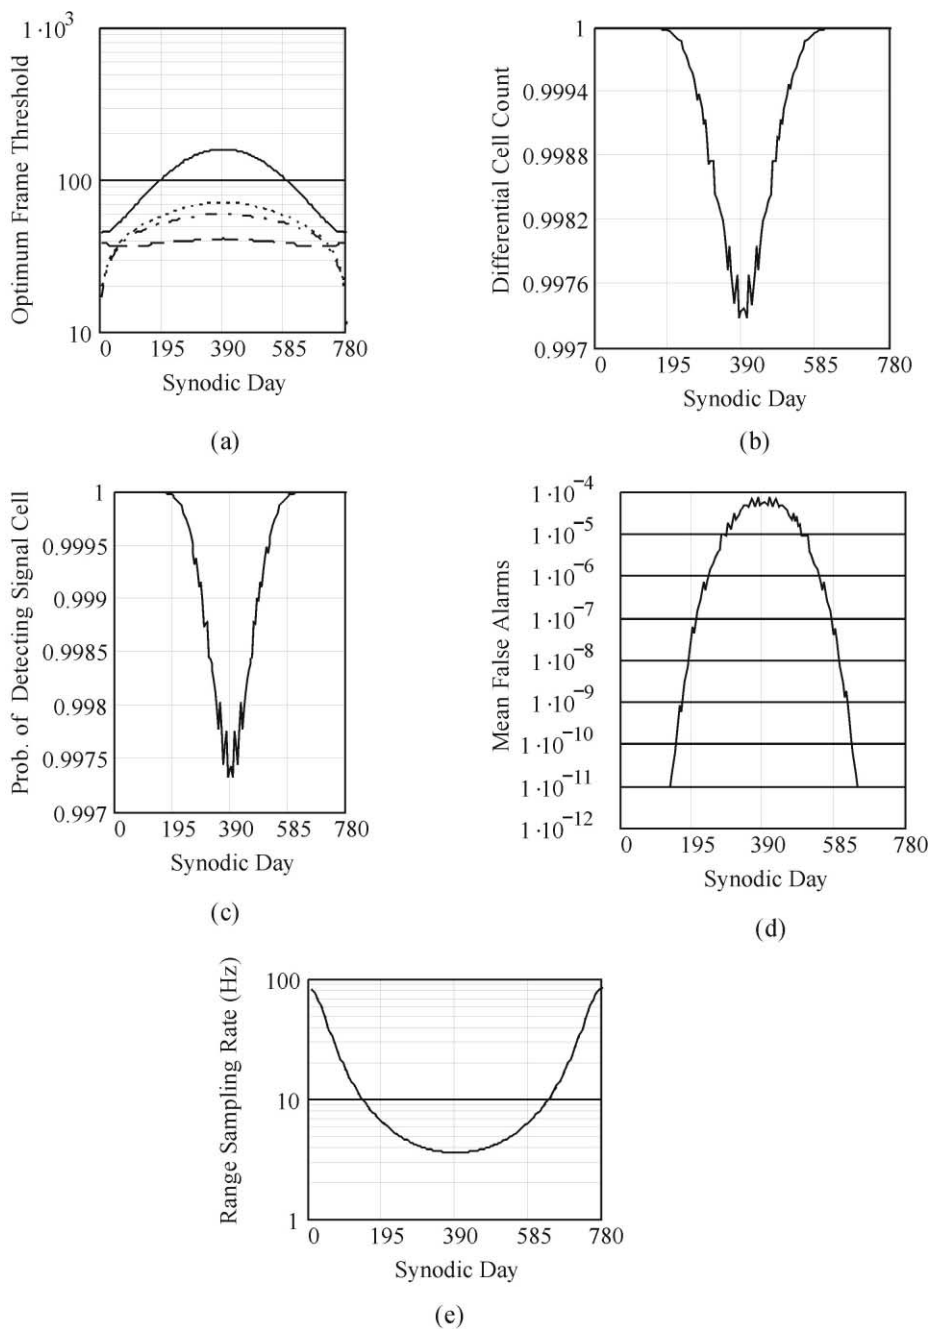 1·10³
100
10
Optimum Frame Threshold
0 195 390 585 780
Synodic Day
(a)
1
0.9994
0.9988
0.9982
0.9976
0.997
Differential Cell Count
0 195 390 585 780
Synodic Day
(b)
1
0.9995
0.999
0.9985
0.998
0.9975
0.997
Prob. of Detecting Signal Cell
0 195 390 585 780
Synodic Day
(c)
1·10⁻⁴
1·10⁻⁵
1·10⁻⁶
1·10⁻⁷
1·10⁻⁸
1·10⁻⁹
1·10⁻¹⁰
1·10⁻¹¹
1·10⁻¹²
Mean False Alarms
0 195 390 585 780
Synodic Day
(d)
100
10
1
Range Sampling Rate (Hz)
0 195 390 585 780
Synodic Day
(e)